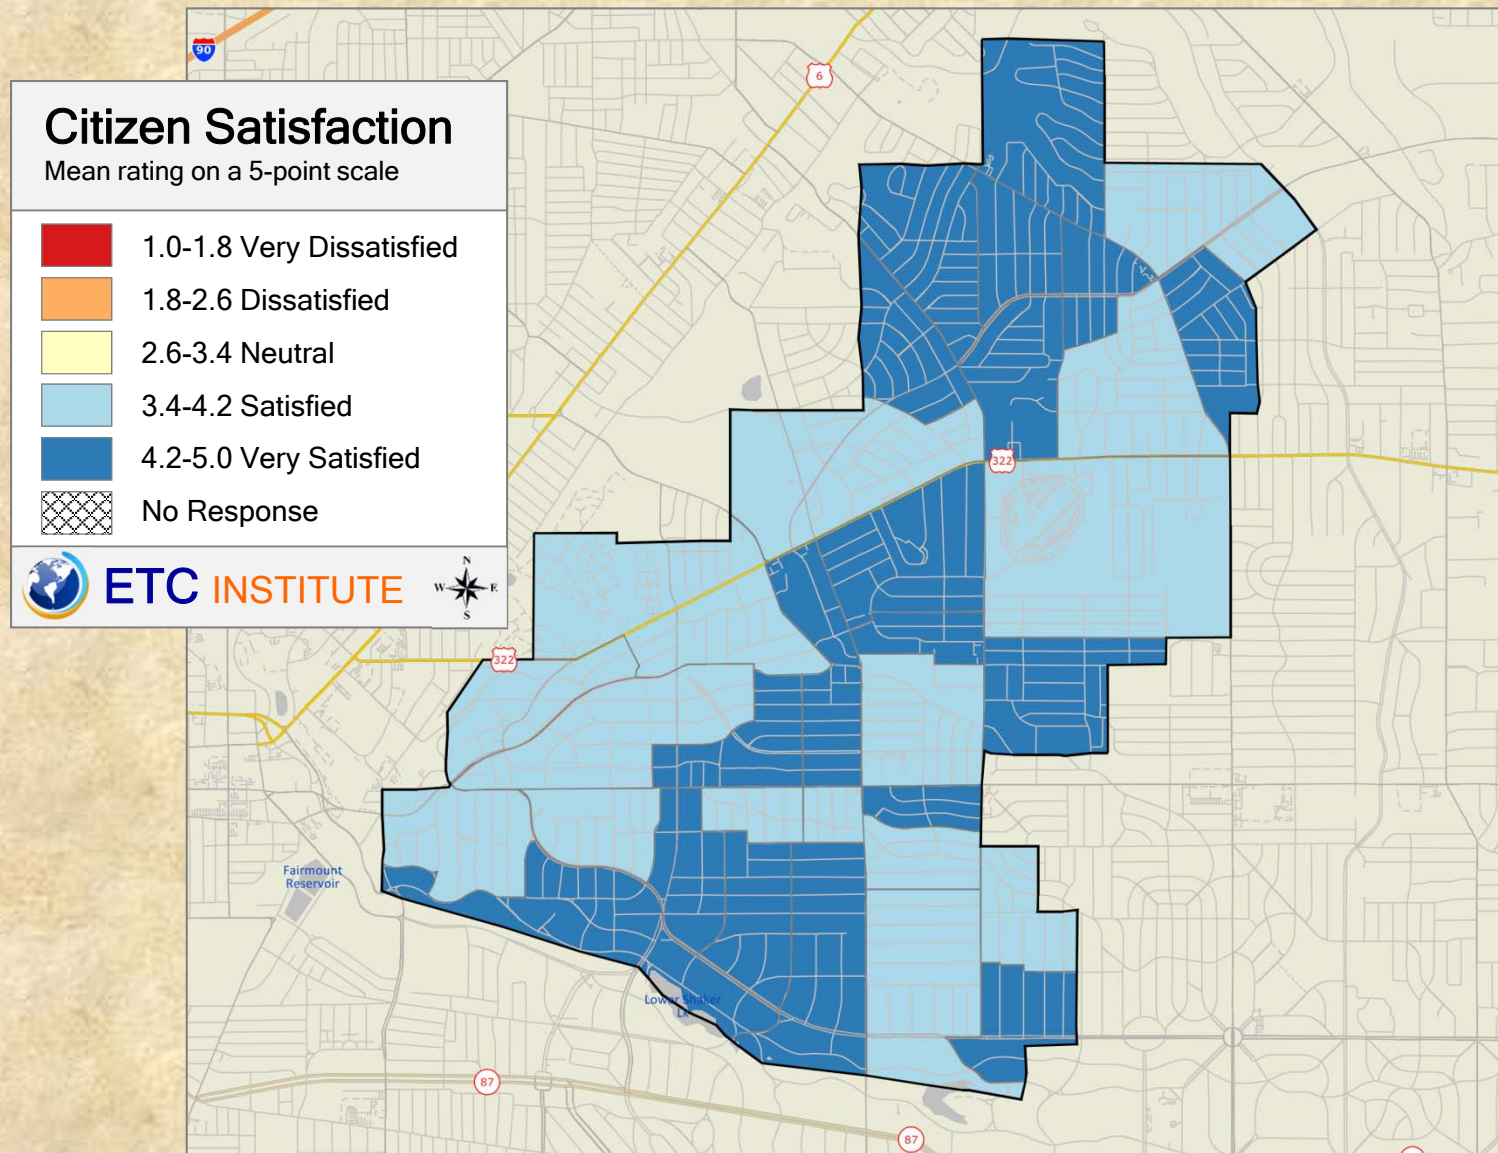 90
6
Citizen Satisfaction
Mean rating on a 5-point scale
1.0-1.8 Very Dissatisfied
1.8-2.6 Dissatisfied
2.6-3.4 Neutral
3.4-4.2 Satisfied
4.2-5.0 Very Satisfied
No Response
ETC INSTITUTE
N
W E
S
322
322
Fairmount
Reservoir
Lower Shaker
Lk
87
87